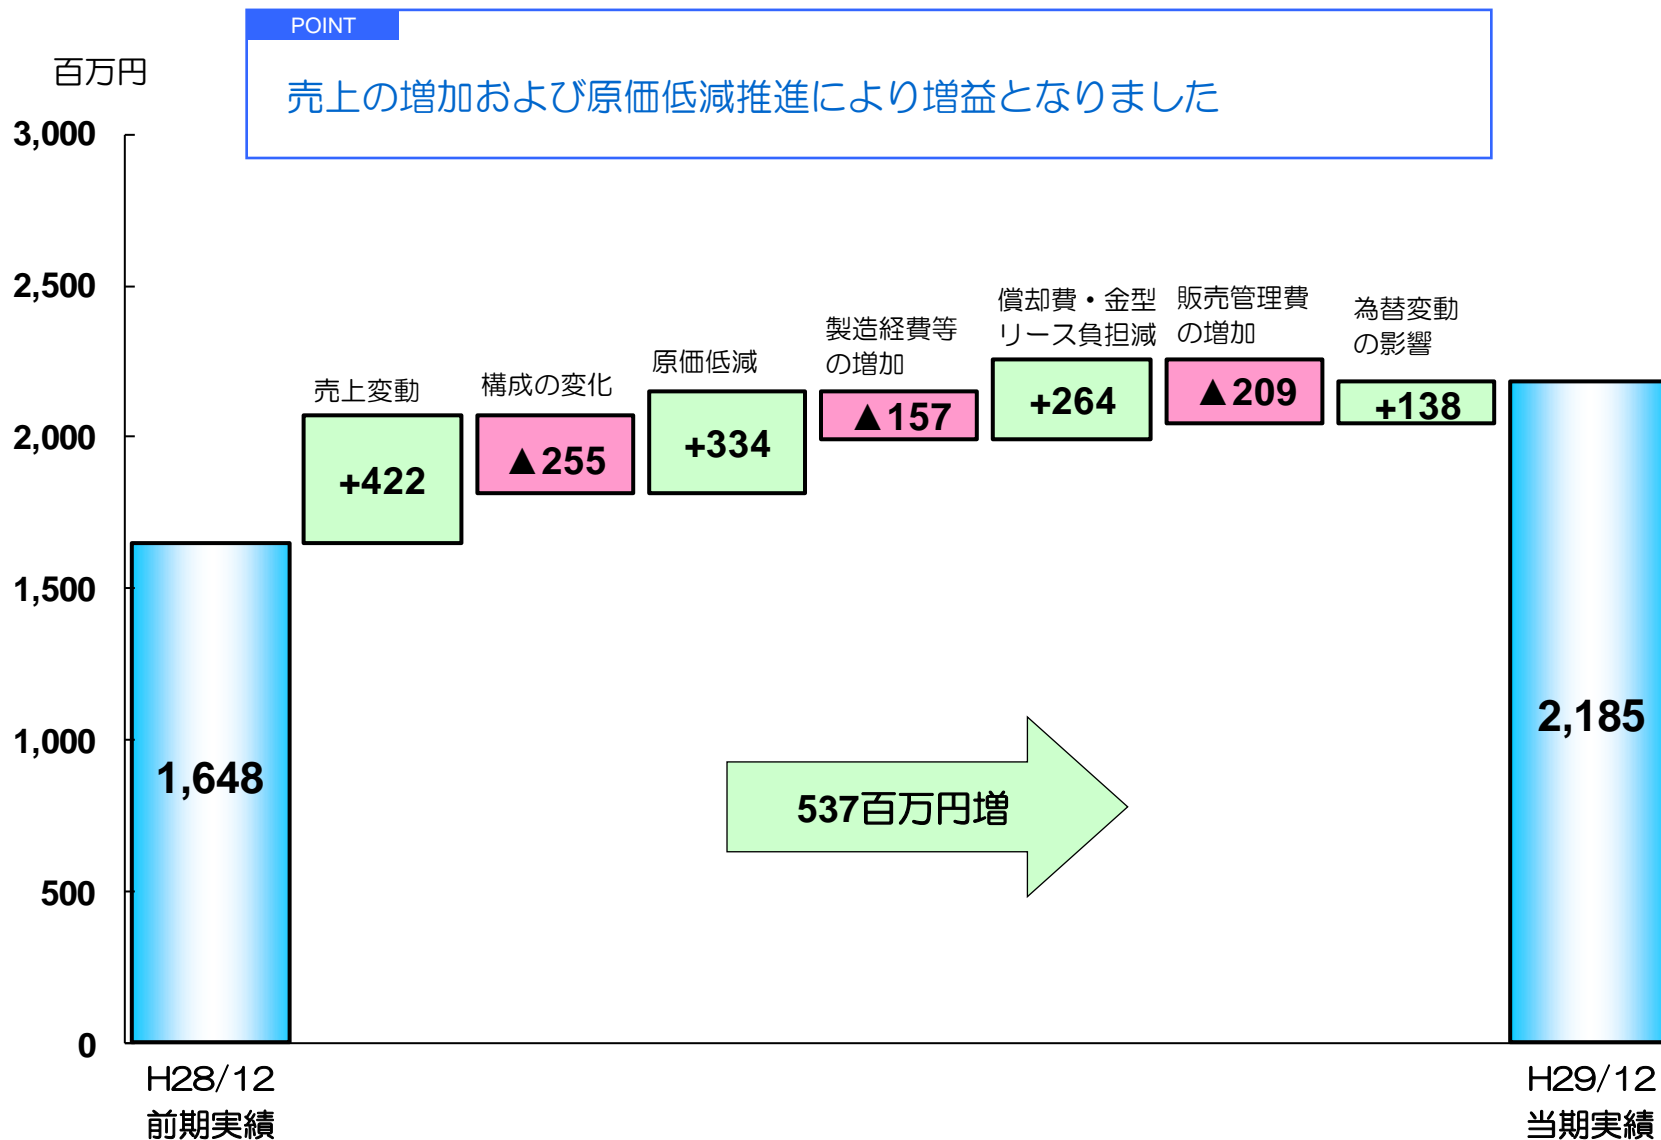 POINT
売上の増加および原価低減推進により増益となりました
百万円
3,000
2,500
2,000
1,500
1,000
500
0
売上変動
+422
構成の変化
▲255
原価低減
+334
製造経費等
の増加
▲157
償却費・金型
リース負担減
+264
販売管理費
の増加
▲209
為替変動
の影響
+138
1,648
537百万円増
2,185
H28/12
前期実績
H29/12
当期実績